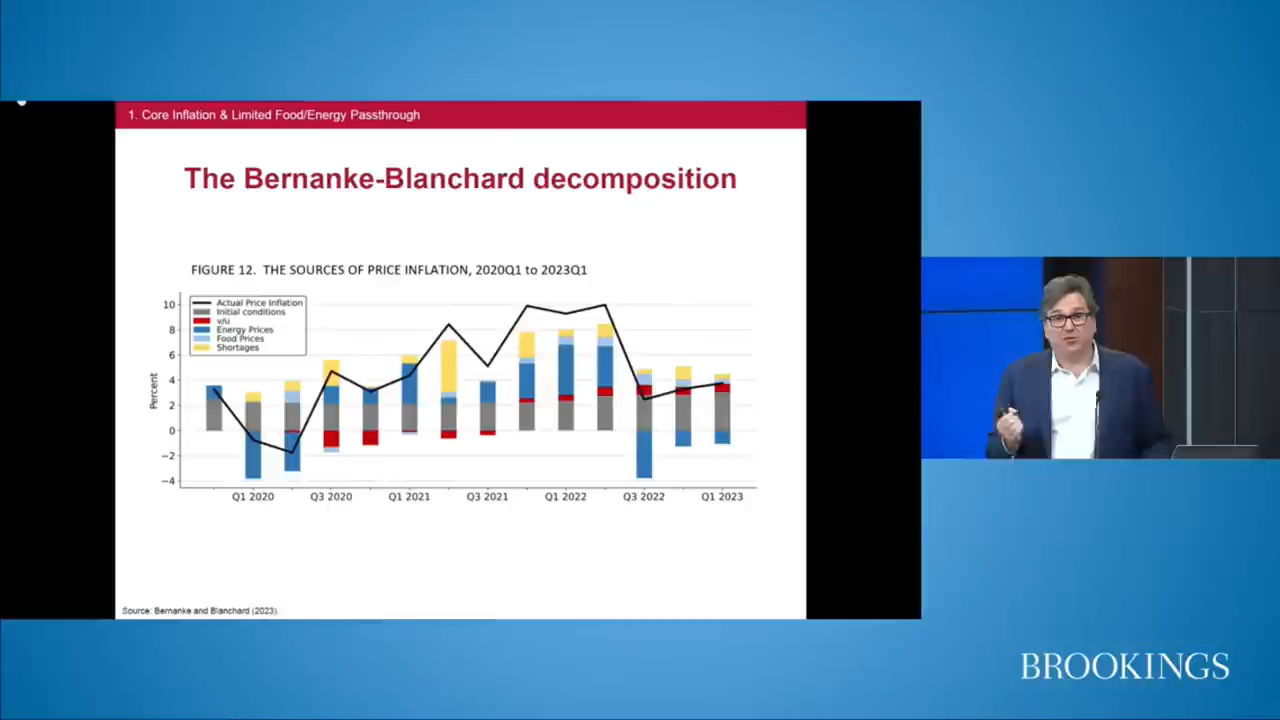 1. Core Inflation & Limited Food/Energy Passthrough
The Bernanke-Blanchard decomposition
FIGURE 12. THE SOURCES OF PRICE INFLATION, 2020Q1 to 2023Q1
Actual Price Inflation
Initial conditions
v/u
Energy Prices
Food Prices
Shortages
Percent
10
8
6
4
2
0
−2
−4
Q1 2020 Q3 2020 Q1 2021 Q3 2021 Q1 2022 Q3 2022 Q1 2023
Source: Bernanke and Blanchard (2023).
BROOKINGS